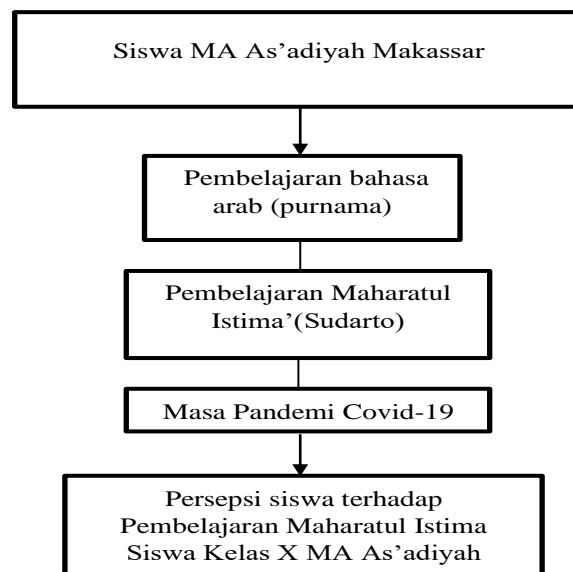 Siswa MA As’adiyah Makassar
Pembelajaran bahasa
arab (purnama)
Pembelajaran Maharatul
Istima’(Sudarto)
Masa Pandemi Covid-19
Persepsi siswa terhadap
Pembelajaran Maharatul Istima
Siswa Kelas X MA As’adiyah